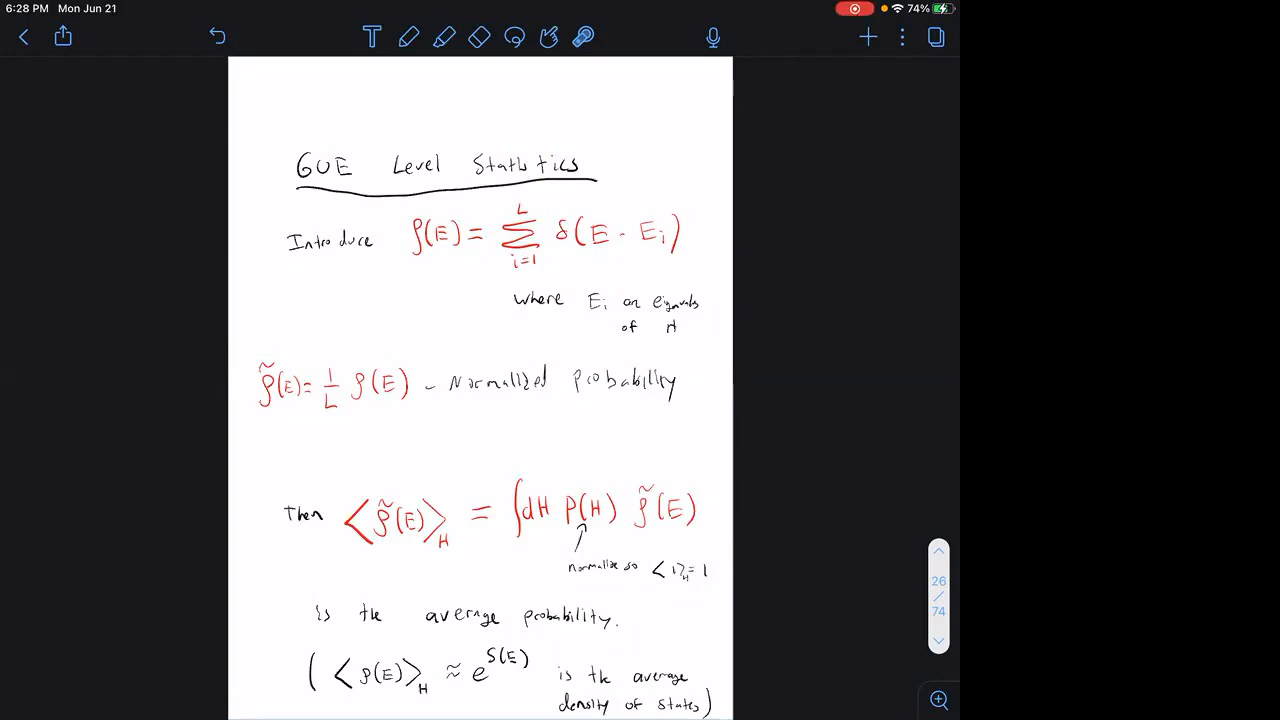 6:28 PM Mon Jun 21
74%
GUE Level Statistics
Introduce ρ(E) = Σ_{i=1}^{L} δ(E - E_i)
where E_i are eigenvalues
of H
ρ̃(E) = 1/L ρ(E) - Normalized probability
Then ⟨ρ̃(E)⟩_H = ∫dH P(H) ρ̃(E)
normalize so ⟨1⟩_H = 1
is the average probability.
(⟨ρ(E)⟩_H ≈ e^{S(E)} is the average
density of states)
26
/
74